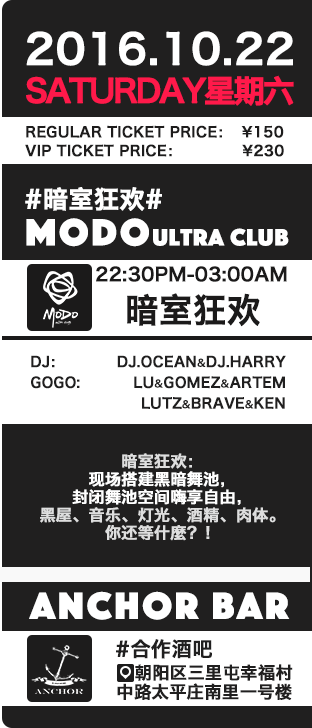 2016.10.22
SATURDAY星期六
REGULAR TICKET PRICE: ¥150
VIP TICKET PRICE: ¥230
#暗室狂欢#
MODO ULTRA CLUB
22:30PM-03:00AM
MODO
ultra club
暗室狂欢
DJ: DJ.OCEAN&DJ.HARRY
GOGO: LU&GOMEZ&ARTEM
LUTZ&BRAVE&KEN
暗室狂欢:
现场搭建黑暗舞池,
封闭舞池空间嗨享自由,
黑屋、音乐、灯光、酒精、肉体。
你还等什麼?!
ANCHOR BAR
ANCHOR
#合作酒吧
朝阳区三里屯幸福村
中路太平庄南里一号楼